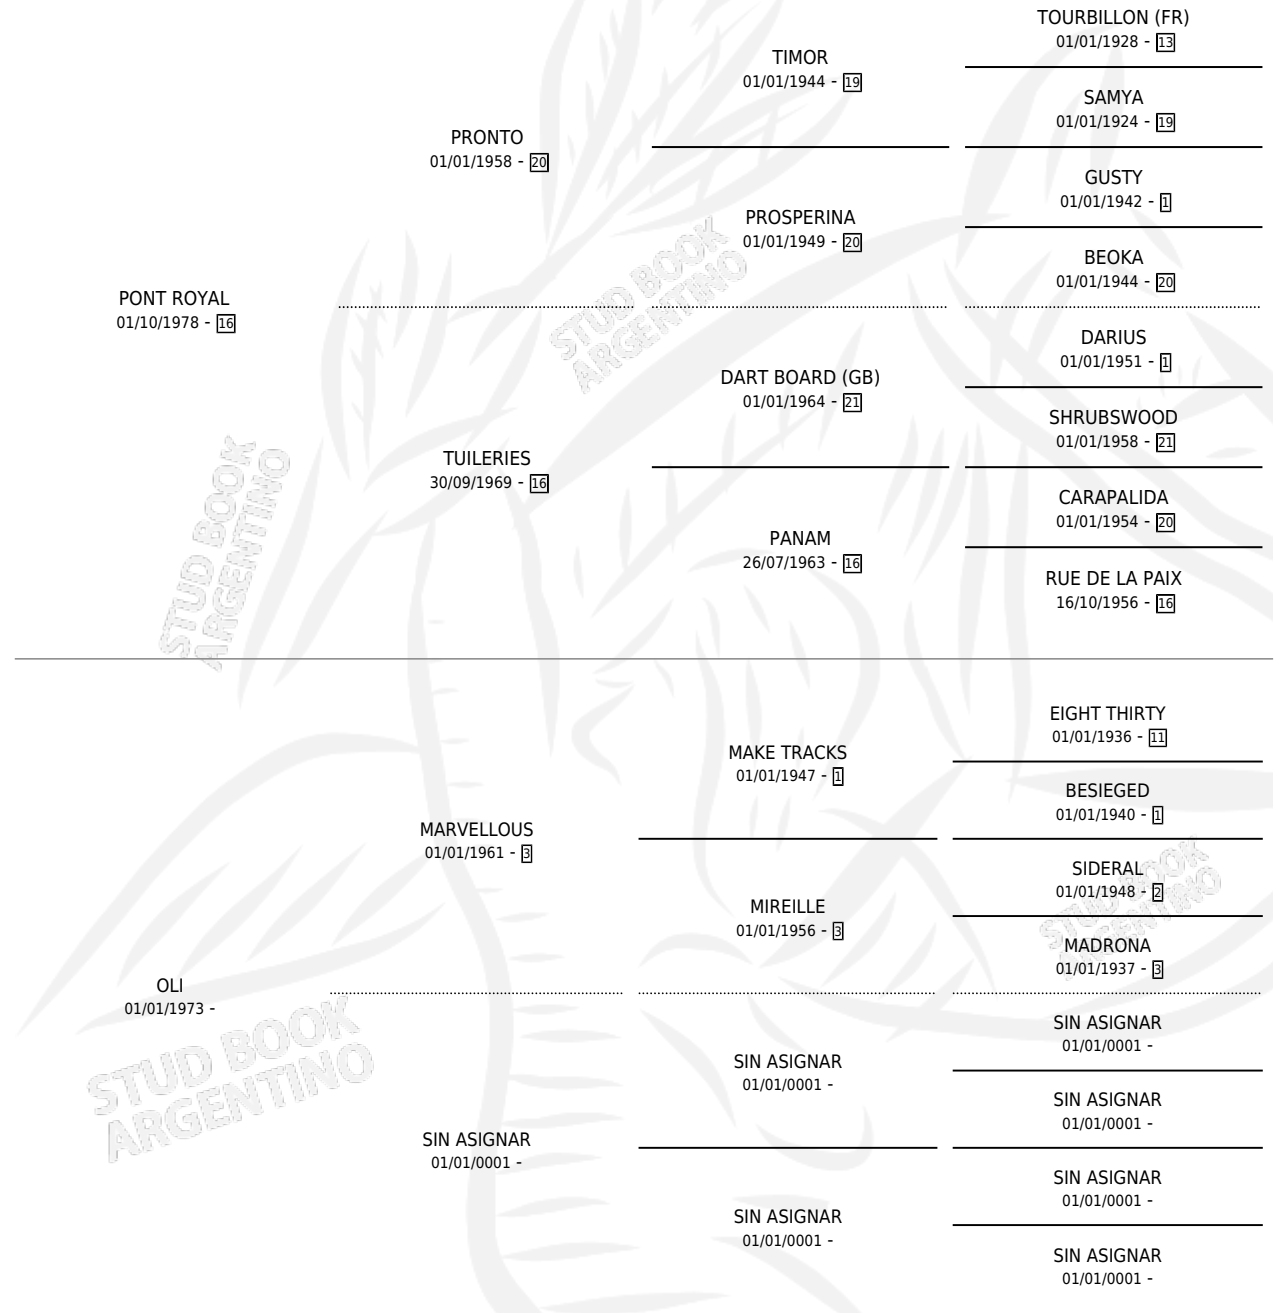 TOURBILLON (FR)
01/01/1928 - 13
TIMOR
01/01/1944 - 19
SAMYA
01/01/1924 - 19
PRONTO
01/01/1958 - 20
GUSTY
01/01/1942 - 1
PROSPERINA
01/01/1949 - 20
BEOKA
01/01/1944 - 20
PONT ROYAL
01/10/1978 - 16
STUD BOOK
ARGENTINO
DARIUS
01/01/1951 - 1
DART BOARD (GB)
01/01/1964 - 21
SHRUBSWOOD
01/01/1958 - 21
TUILERIES
30/09/1969 - 16
CARAPALIDA
01/01/1954 - 20
PANAM
26/07/1963 - 16
RUE DE LA PAIX
16/10/1956 - 16
STUD BOOK
ARGENTINO
EIGHT THIRTY
01/01/1936 - 11
MAKE TRACKS
01/01/1947 - 1
BESIEGED
01/01/1940 - 1
MARVELLOUS
01/01/1961 - 3
SIDERAL
01/01/1948 - 2
MIREILLE
01/01/1956 - 3
STUD BOOK
ARGENTINO
MADRONA
01/01/1937 - 3
OLI
01/01/1973 -
STUD BOOK
ARGENTINO
SIN ASIGNAR
01/01/0001 -
SIN ASIGNAR
01/01/0001 -
SIN ASIGNAR
01/01/0001 -
SIN ASIGNAR
01/01/0001 -
SIN ASIGNAR
01/01/0001 -
SIN ASIGNAR
01/01/0001 -
SIN ASIGNAR
01/01/0001 -